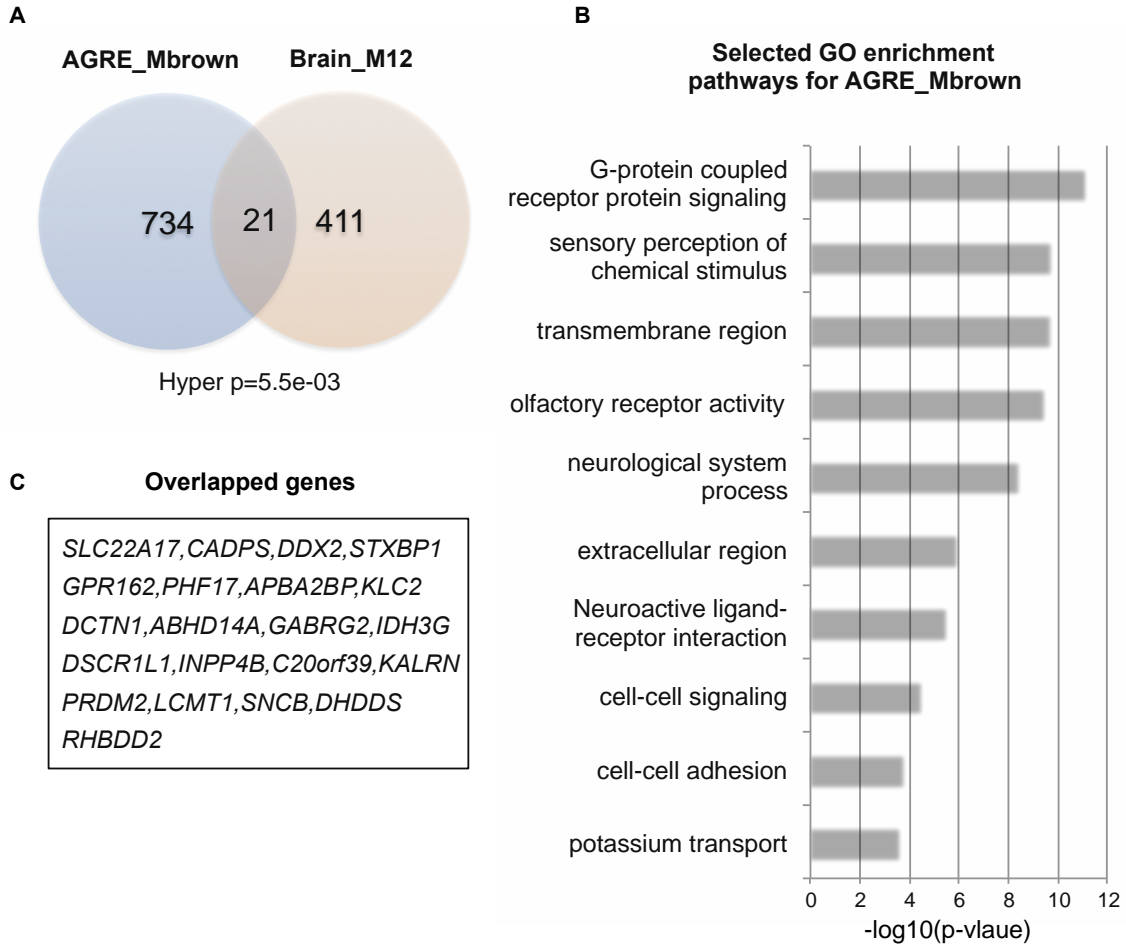 A
AGRE_Mbrown Brain_M12
734 21 411
Hyper p=5.5e-03
B
Selected GO enrichment
pathways for AGRE_Mbrown
G-protein coupled
receptor protein signaling
sensory perception of
chemical stimulus
transmembrane region
olfactory receptor activity
neurological system
process
extracellular region
Neuroactive ligand-
receptor interaction
cell-cell signaling
cell-cell adhesion
potassium transport
0 2 4 6 8 10 12
-log10(p-vlaue)
C
Overlapped genes
SLC22A17,CADPS,DDX2,STXBP1
GPR162,PHF17,APBA2BP,KLC2
DCTN1,ABHD14A,GABRG2,IDH3G
DSCR1L1,INPP4B,C20orf39,KALRN
PRDM2,LCMT1,SNCB,DHDDS
RHBDD2